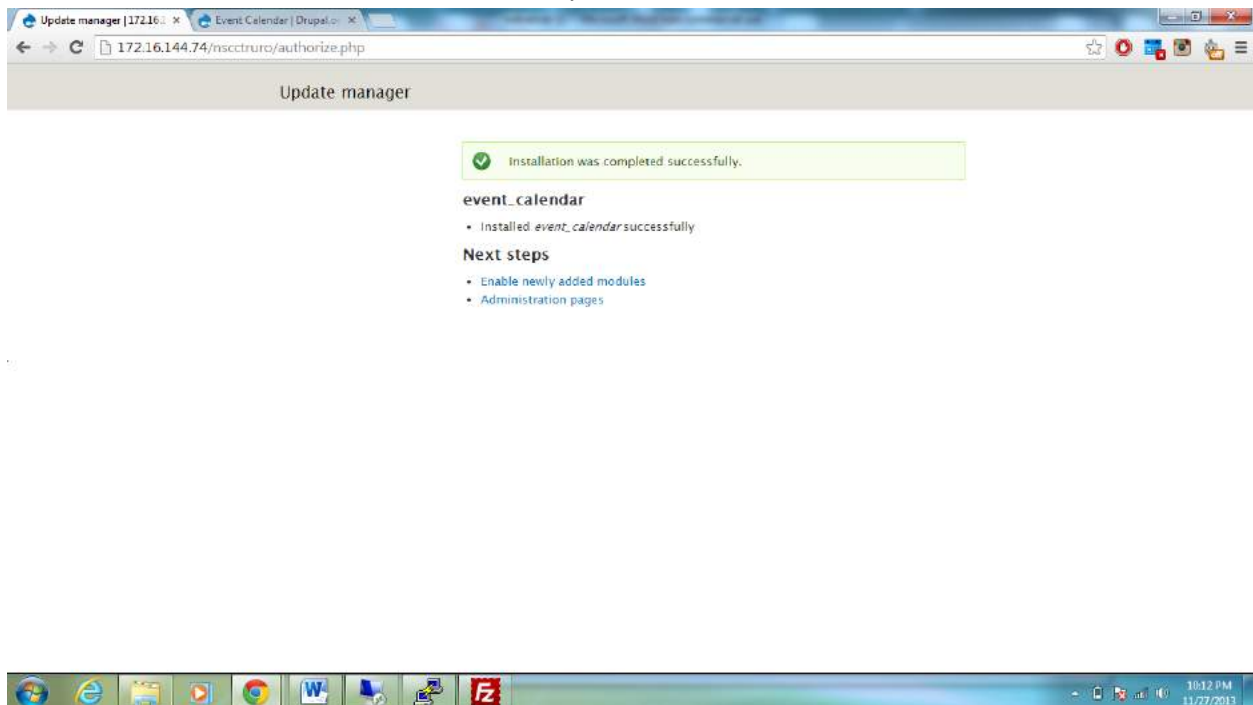 Update manager | 172.16.
Event Calendar | Drupal.o
172.16.144.74/nscctruro/authorize.php
Update manager
Installation was completed successfully.
event_calendar
• Installed event_calendar successfully
Next steps
• Enable newly added modules
• Administration pages
10:12 PM
11/27/2013